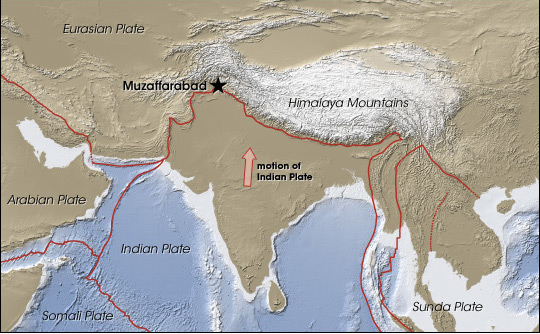 Eurasian Plate
Muzaffarabad
Himalaya Mountains
motion of
Indian Plate
Arabian Plate
Indian Plate
Somali Plate
Sunda Plate